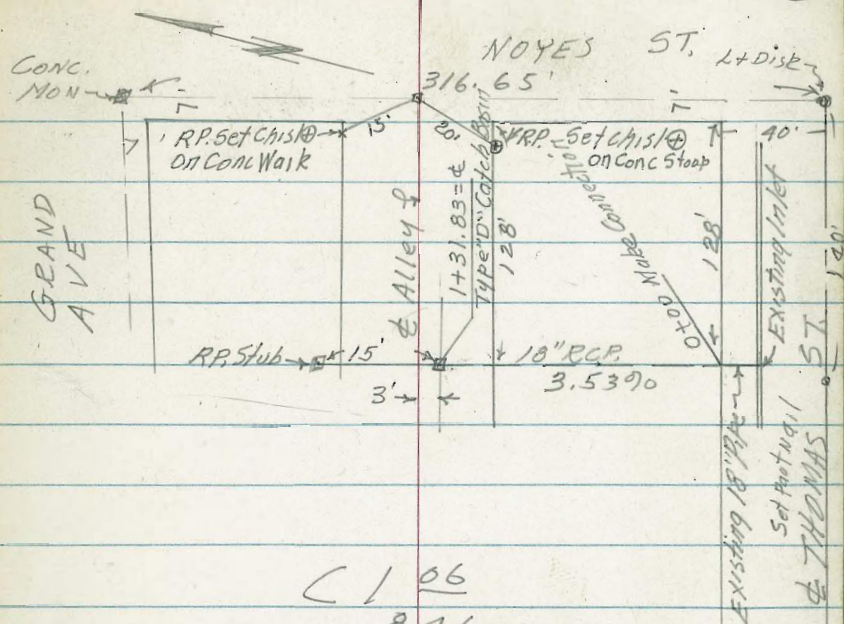 NOYES ST.
L+Disk
CONC.
MON
316.65'
7'
7'
RP. Set Chisl ⊕
on Conc Walk
15'
20'
RP. Set Chisl ⊕
on Conc Stoop
40'
7
GRAND
AVE
℄ Alley
1+31.83=℄
Type "D" Catch Basin
128'
0+00 Make Connection
128'
Existing Inlet
140'
RP. Stub
15'
18" RCP.
3.53%
3'
Existing 18" Pipe
Set Nail
℄ THOMAS ST.
C 1 06